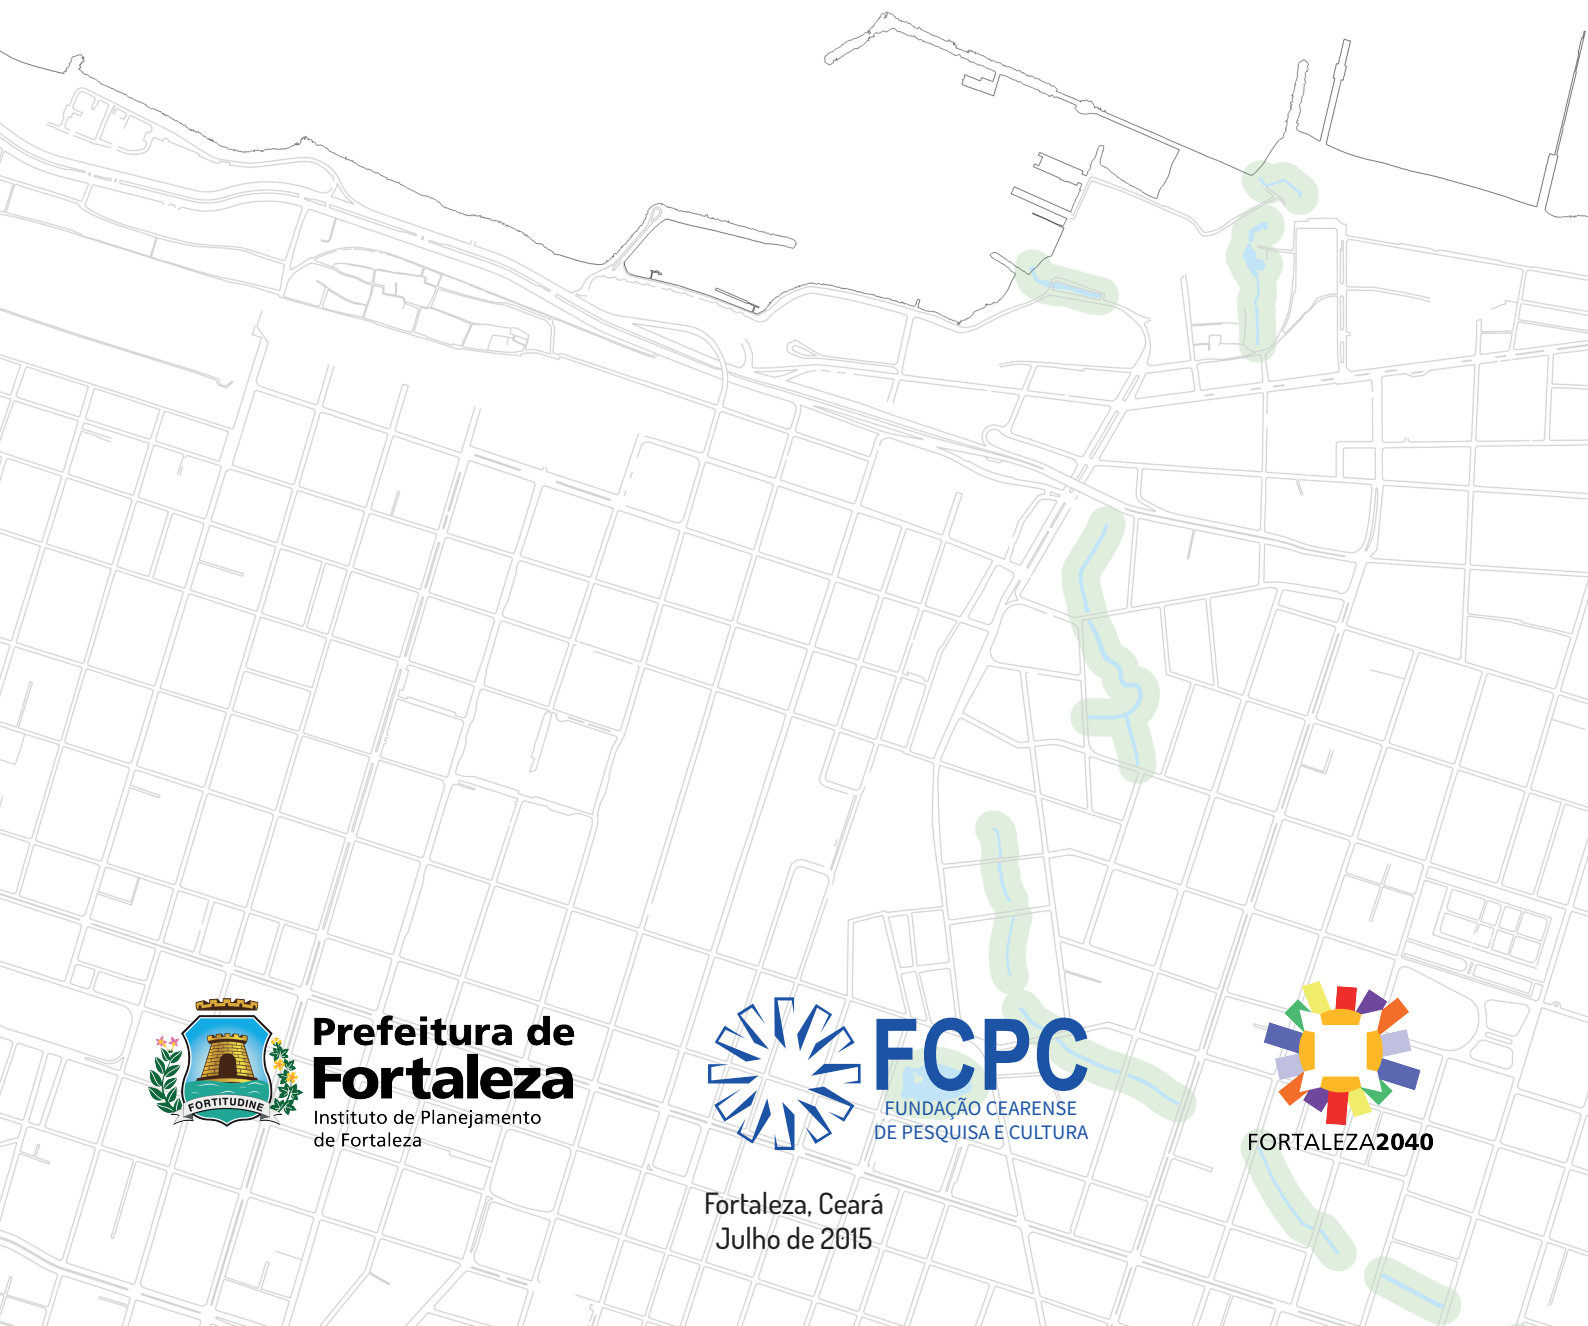 Prefeitura de
Fortaleza
Instituto de Planejamento
de Fortaleza
FORTITUDINE
FCPC
FUNDAÇÃO CEARENSE
DE PESQUISA E CULTURA
FORTALEZA2040
Fortaleza, Ceará
Julho de 2015